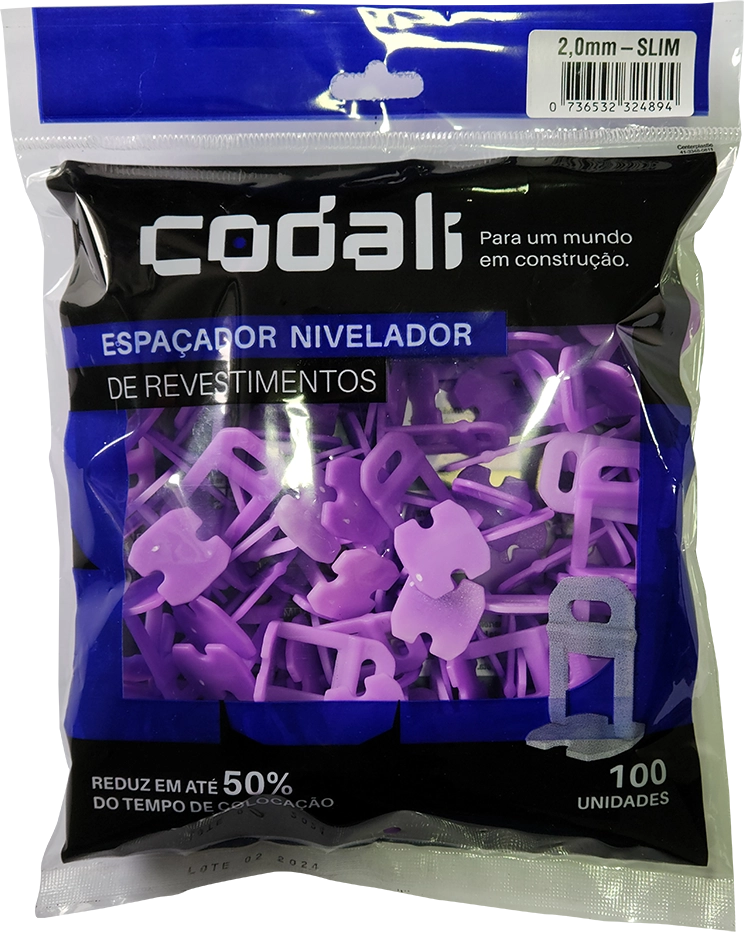 2,0mm – SLIM
0 736532 324894
codali
Para um mundo
em construção.
ESPAÇADOR NIVELADOR
DE REVESTIMENTOS
REDUZ EM ATÉ 50%
DO TEMPO DE COLOCAÇÃO
100
UNIDADES
LOTE 02 2024